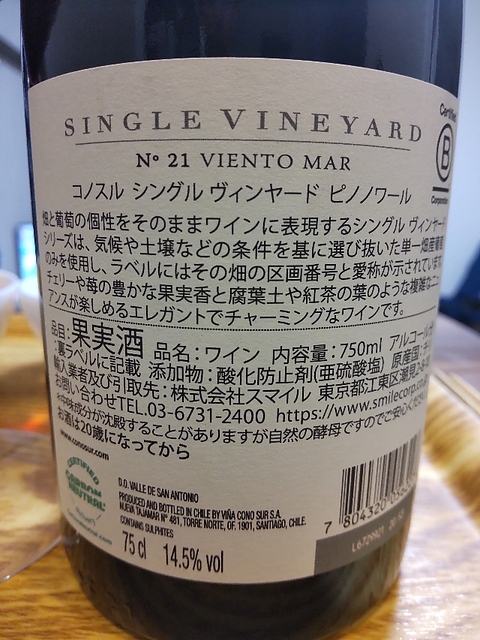 SINGLE VINEYARD
Nº 21 VIENTO MAR
Certified
B
Corporation
コノスル シングル ヴィンヤード ピノノワール
畑と葡萄の個性をそのままワインに表現するシングル ヴィンヤード
シリーズは、気候や土壌などの条件を基に選び抜いた単一畑産葡萄
のみを使用し、ラベルにはその畑の区画番号と愛称が示されています
チェリーや苺の豊かな果実香と腐葉土や紅茶の葉のような複雑なニュ
アンスが楽しめるエレガントでチャーミングなワインです。
品目:果実酒 品名:ワイン 内容量:750ml アルコール分
:裏ラベルに記載 添加物:酸化防止剤(亜硫酸塩) 原産国:チ
輸入業者及び引取先:株式会社スマイル 東京都江東区潮見2-8-
お問い合わせTEL.03-6731-2400 https://www.smilecorp.co.j
※中味成分が沈殿することがありますが自然の酵母ですのでご安心くださ
お酒は20歳になってから
www.conosur.com
CERTIFIED
CARBON
NEUTRAL
D.O. VALLE DE SAN ANTONIO
PRODUCED AND BOTTLED IN CHILE BY VIÑA CONO SUR S.A.
NUEVA TAJAMAR Nº 481, TORRE NORTE, OF. 1901, SANTIAGO, CHILE.
CONTAINS SULPHITES
75 cl 14.5% vol
7 804320